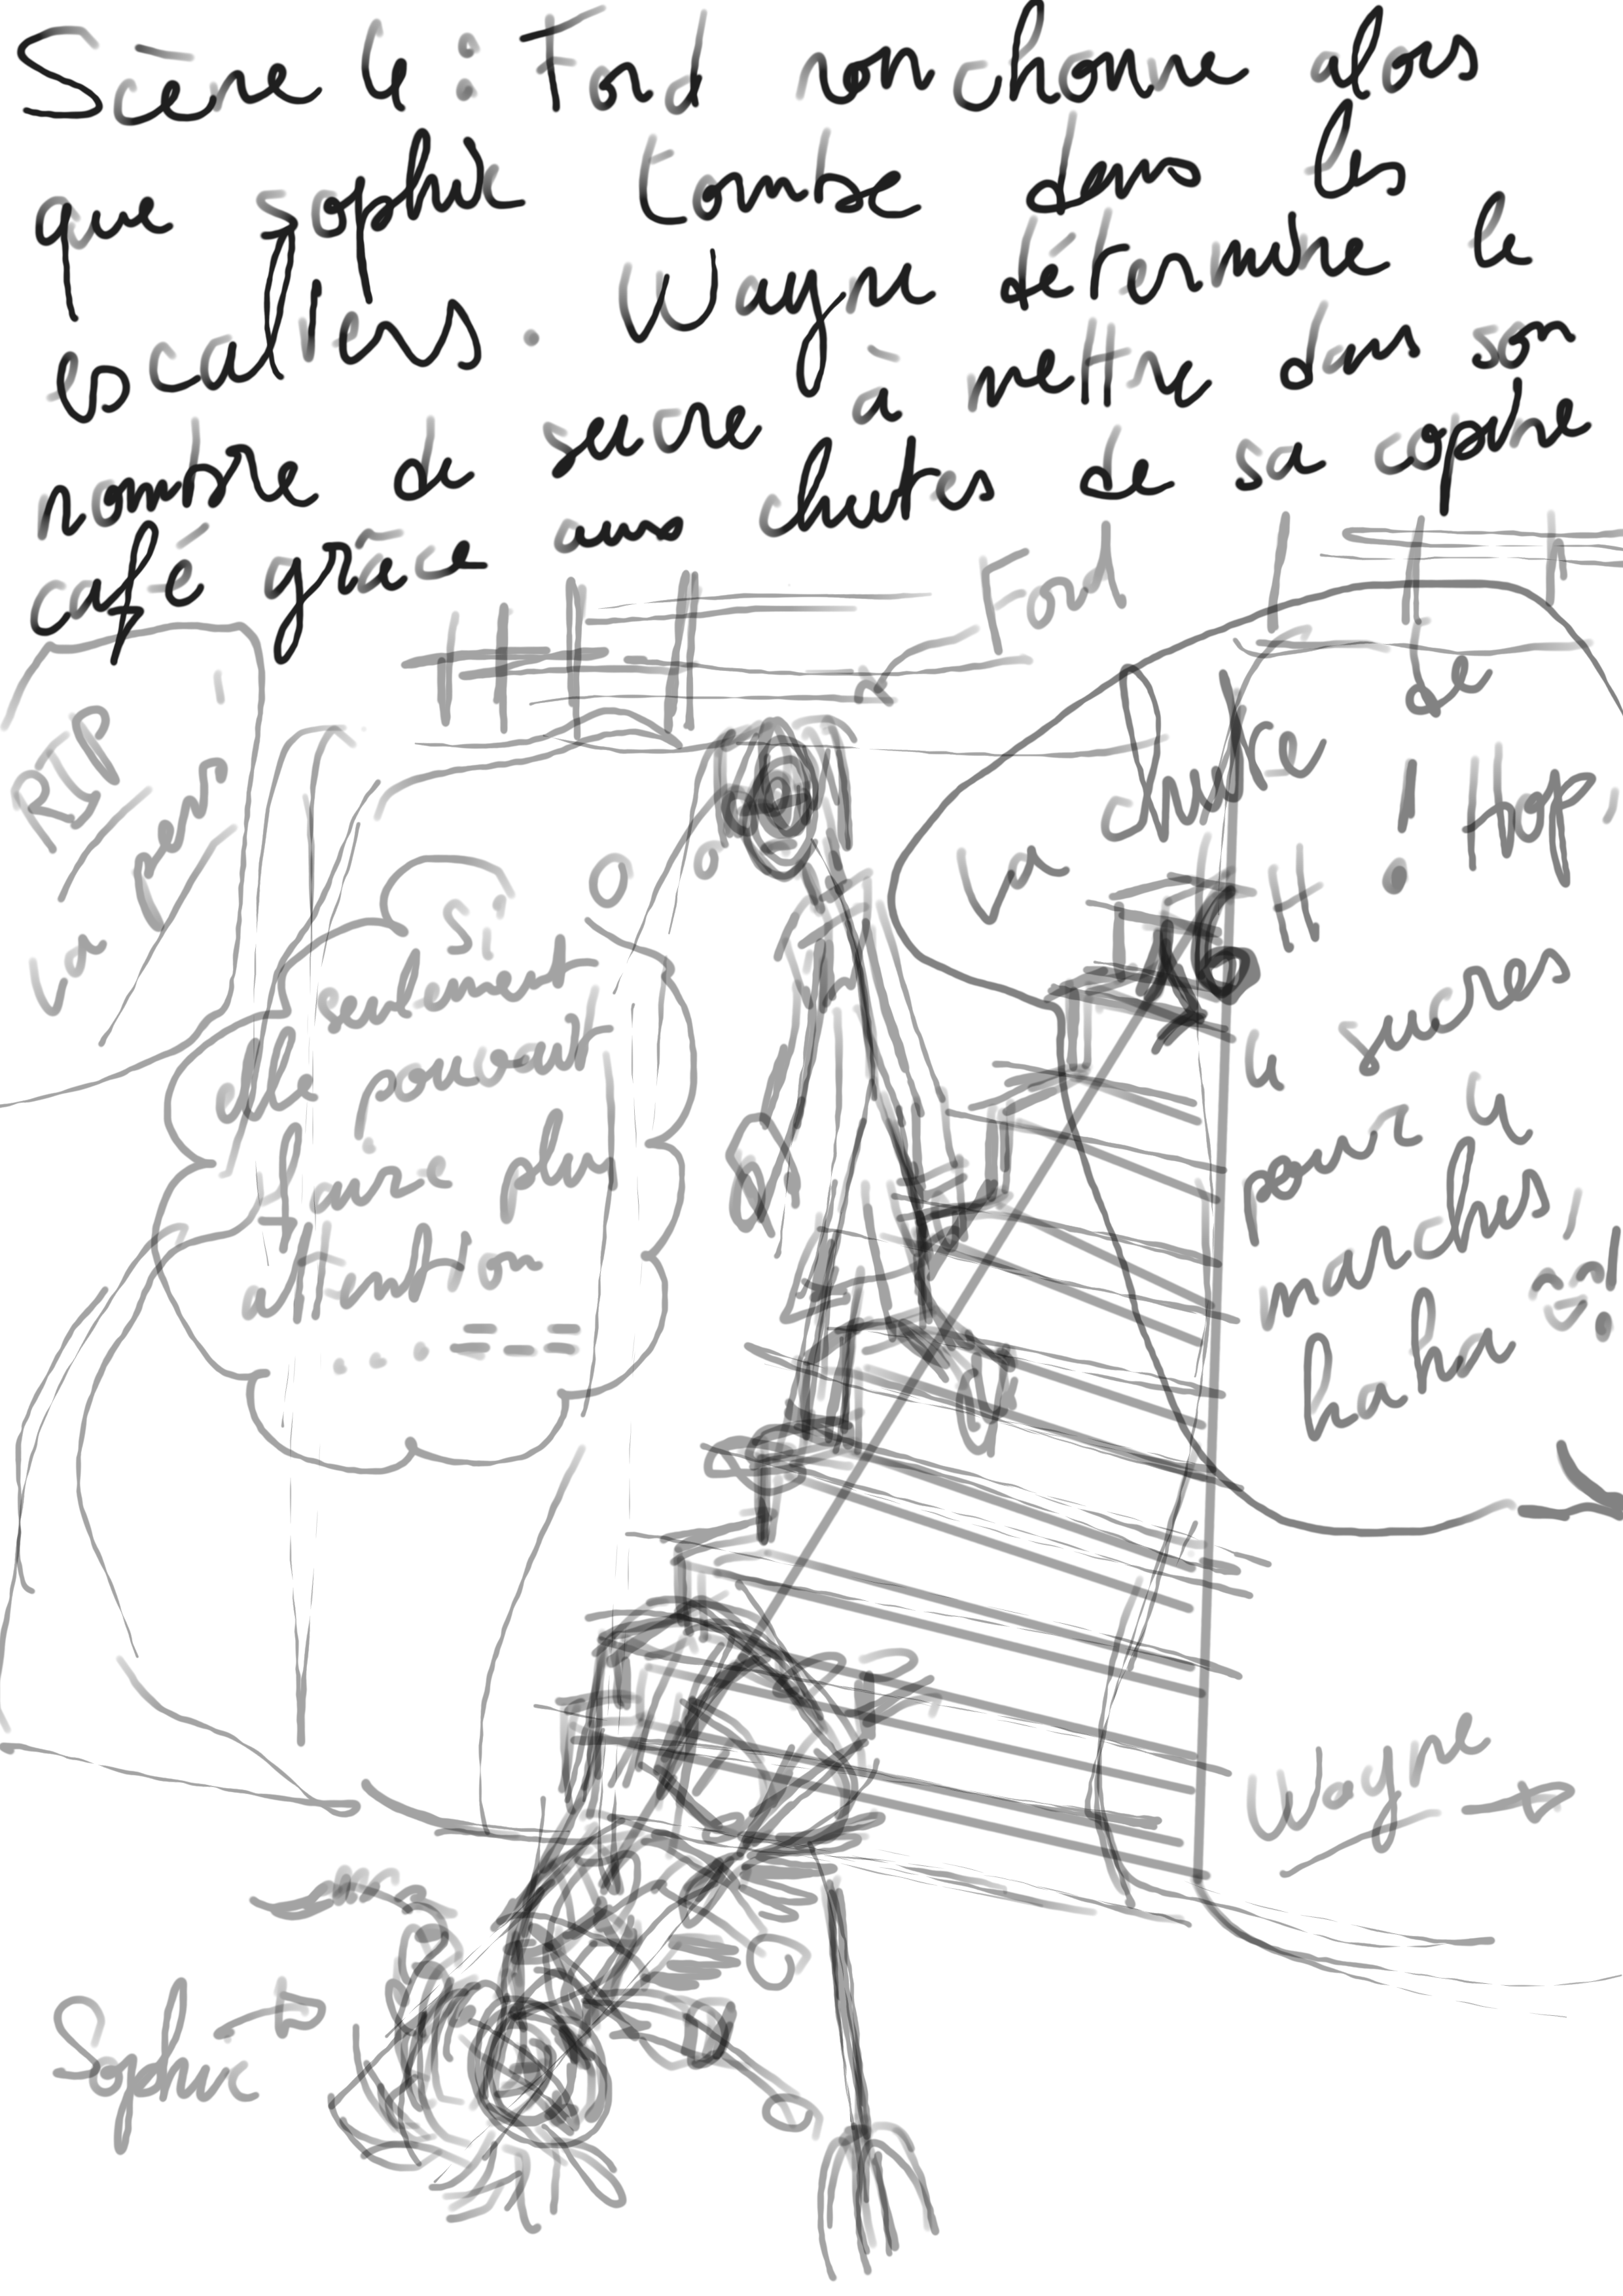 Scène 6 : Ford ronchonne alors
que sophie tombe dans les
escaliers. Wayne détermine le
nombre de sucre à mettre dans son
café grâce aux chutes de sa copine
Ford
RIP
la perv'
Si
seulement
elle pouvait
faire plus
attention
...
La chute de
16 H ! Hop,
4 sucres
pour 4
marches,
haha !
Wayne
Sophie